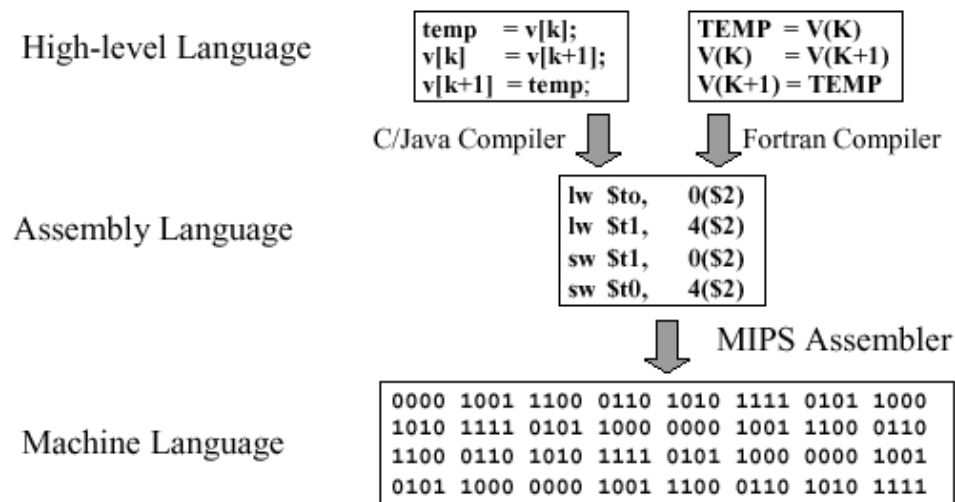 High-level Language
temp = v[k];
v[k] = v[k+1];
v[k+1] = temp;
TEMP = V(K)
V(K) = V(K+1)
V(K+1) = TEMP
C/Java Compiler
Fortran Compiler
Assembly Language
lw $to, 0($2)
lw $t1, 4($2)
sw $t1, 0($2)
sw $t0, 4($2)
MIPS Assembler
Machine Language
0000 1001 1100 0110 1010 1111 0101 1000
1010 1111 0101 1000 0000 1001 1100 0110
1100 0110 1010 1111 0101 1000 0000 1001
0101 1000 0000 1001 1100 0110 1010 1111